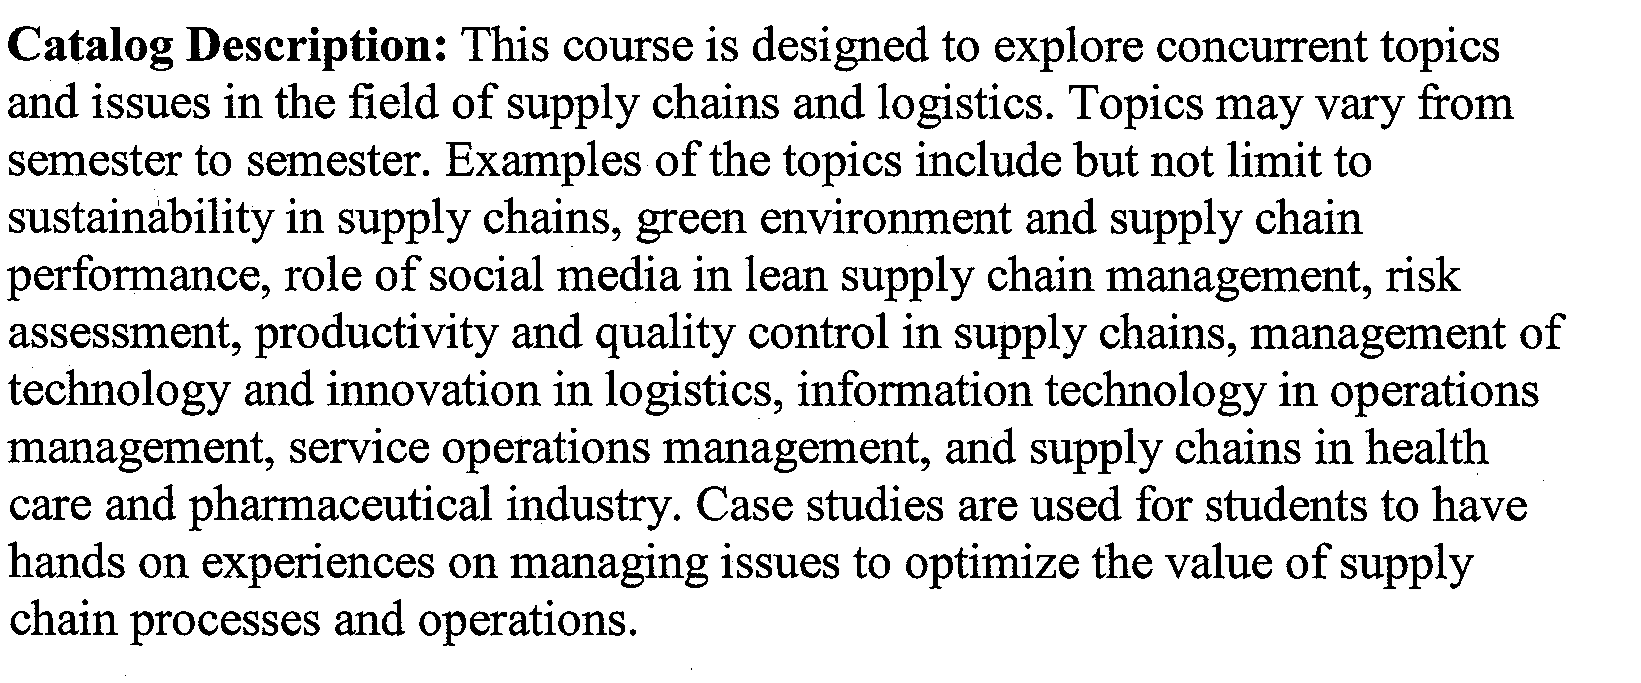 Catalog Description: This course is designed to explore concurrent topics
and issues in the field of supply chains and logistics. Topics may vary from
semester to semester. Examples of the topics include but not limit to
sustainability in supply chains, green environment and supply chain
performance, role of social media in lean supply chain management, risk
assessment, productivity and quality control in supply chains, management of
technology and innovation in logistics, information technology in operations
management, service operations management, and supply chains in health
care and pharmaceutical industry. Case studies are used for students to have
hands on experiences on managing issues to optimize the value of supply
chain processes and operations.